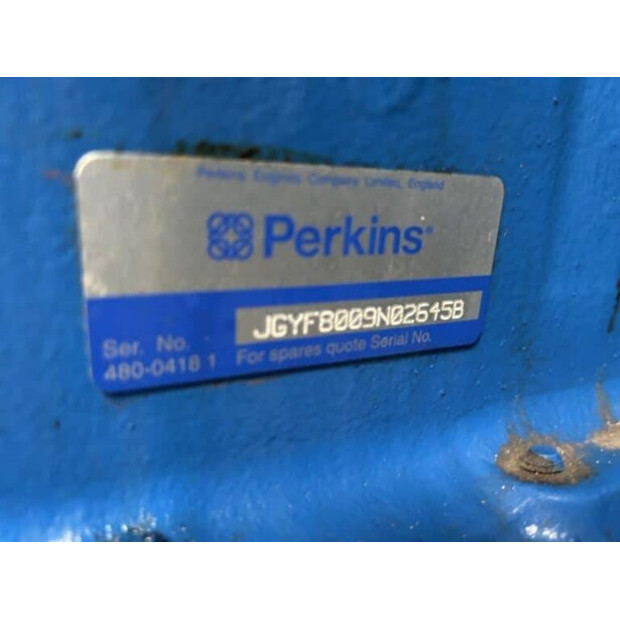 Perkins Engines Company Limited, England
Perkins®
JGYF8009N02645B
Ser. No.
480-0418 1
For spares quote Serial No.